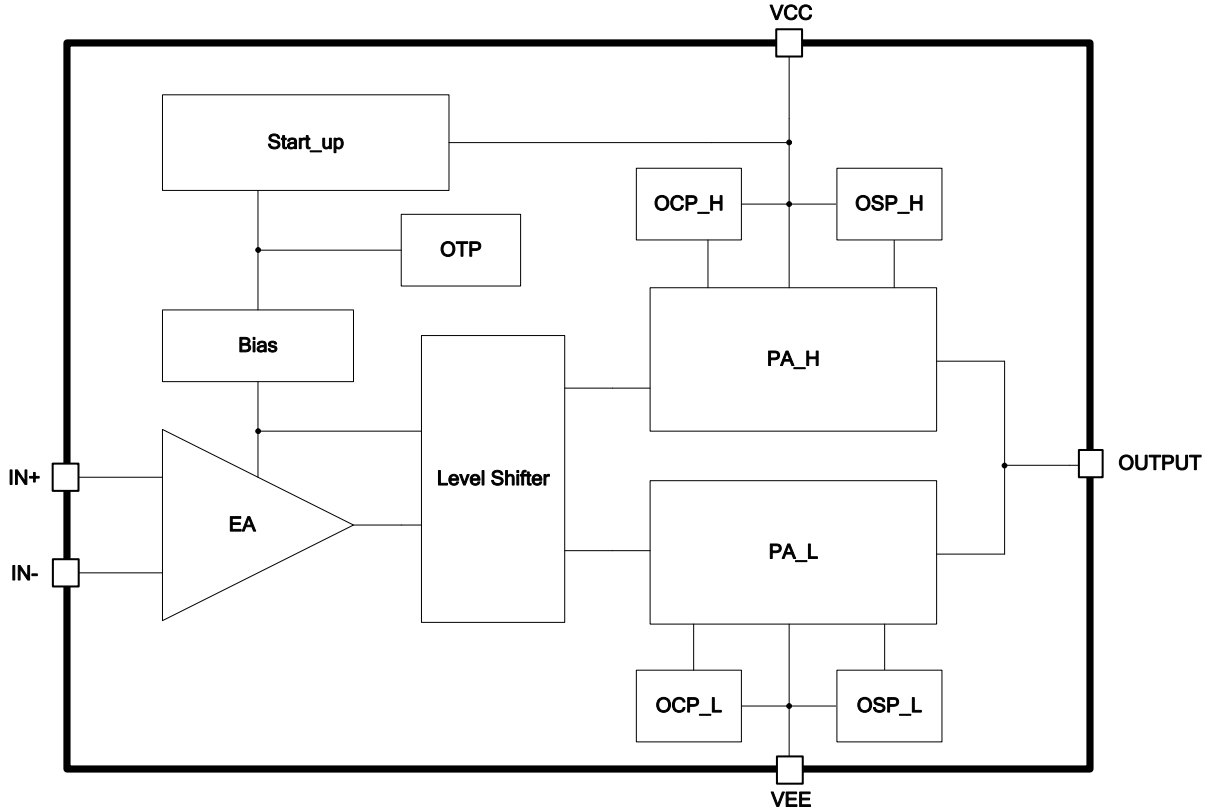 VCC
Start_up
OCP_H
OSP_H
OTP
Bias
PA_H
IN+
Level Shifter
OUTPUT
EA
PA_L
IN-
OCP_L
OSP_L
VEE